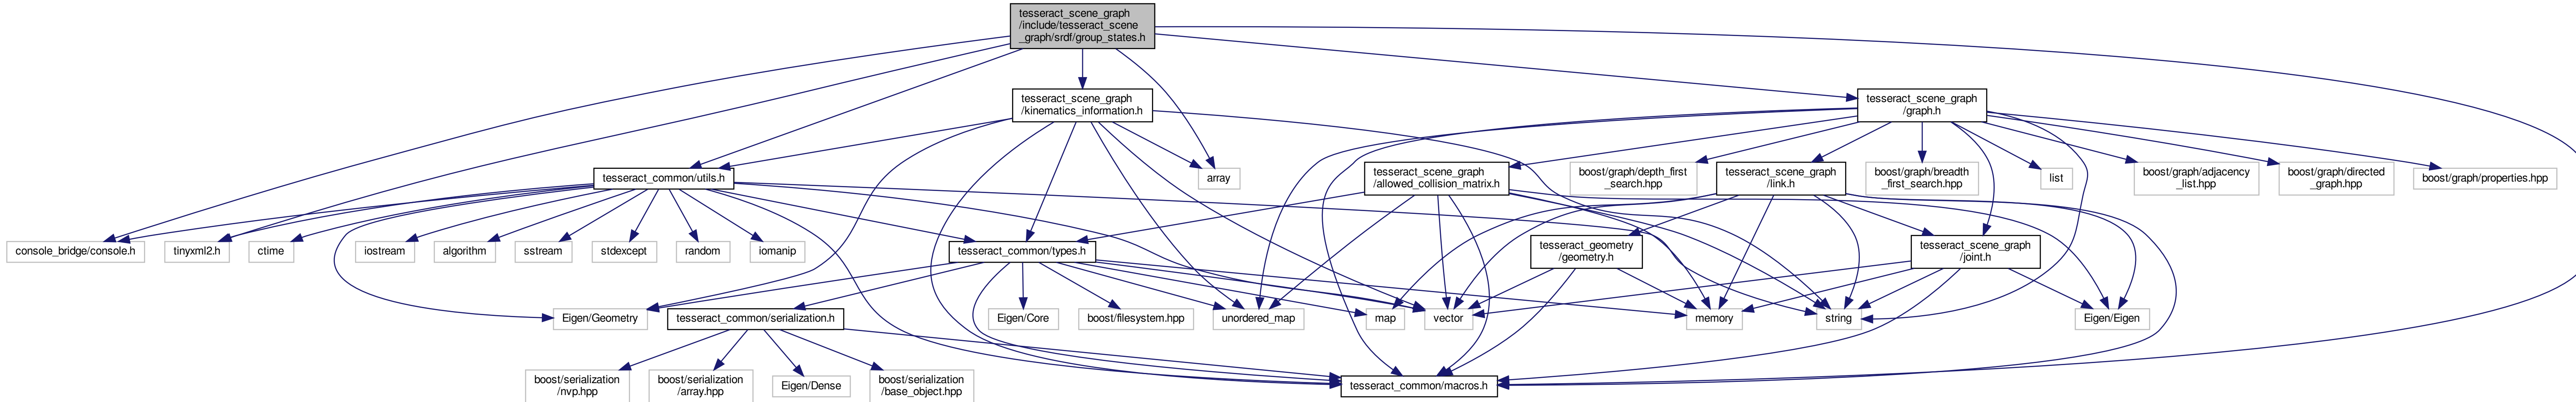 tesseract_scene_graph
/include/tesseract_scene
_graph/srdf/group_states.h
tesseract_scene_graph
/kinematics_information.h
tesseract_scene_graph
/graph.h
tesseract_common/utils.h
array
tesseract_scene_graph
/allowed_collision_matrix.h
boost/graph/depth_first
_search.hpp
tesseract_scene_graph
/link.h
boost/graph/breadth
_first_search.hpp
list
boost/graph/adjacency
_list.hpp
boost/graph/directed
_graph.hpp
boost/graph/properties.hpp
console_bridge/console.h
tinyxml2.h
ctime
iostream
algorithm
sstream
stdexcept
random
iomanip
tesseract_common/types.h
tesseract_geometry
/geometry.h
tesseract_scene_graph
/joint.h
Eigen/Geometry
tesseract_common/serialization.h
Eigen/Core
boost/filesystem.hpp
unordered_map
map
vector
memory
string
Eigen/Eigen
boost/serialization
/nvp.hpp
boost/serialization
/array.hpp
Eigen/Dense
boost/serialization
/base_object.hpp
tesseract_common/macros.h